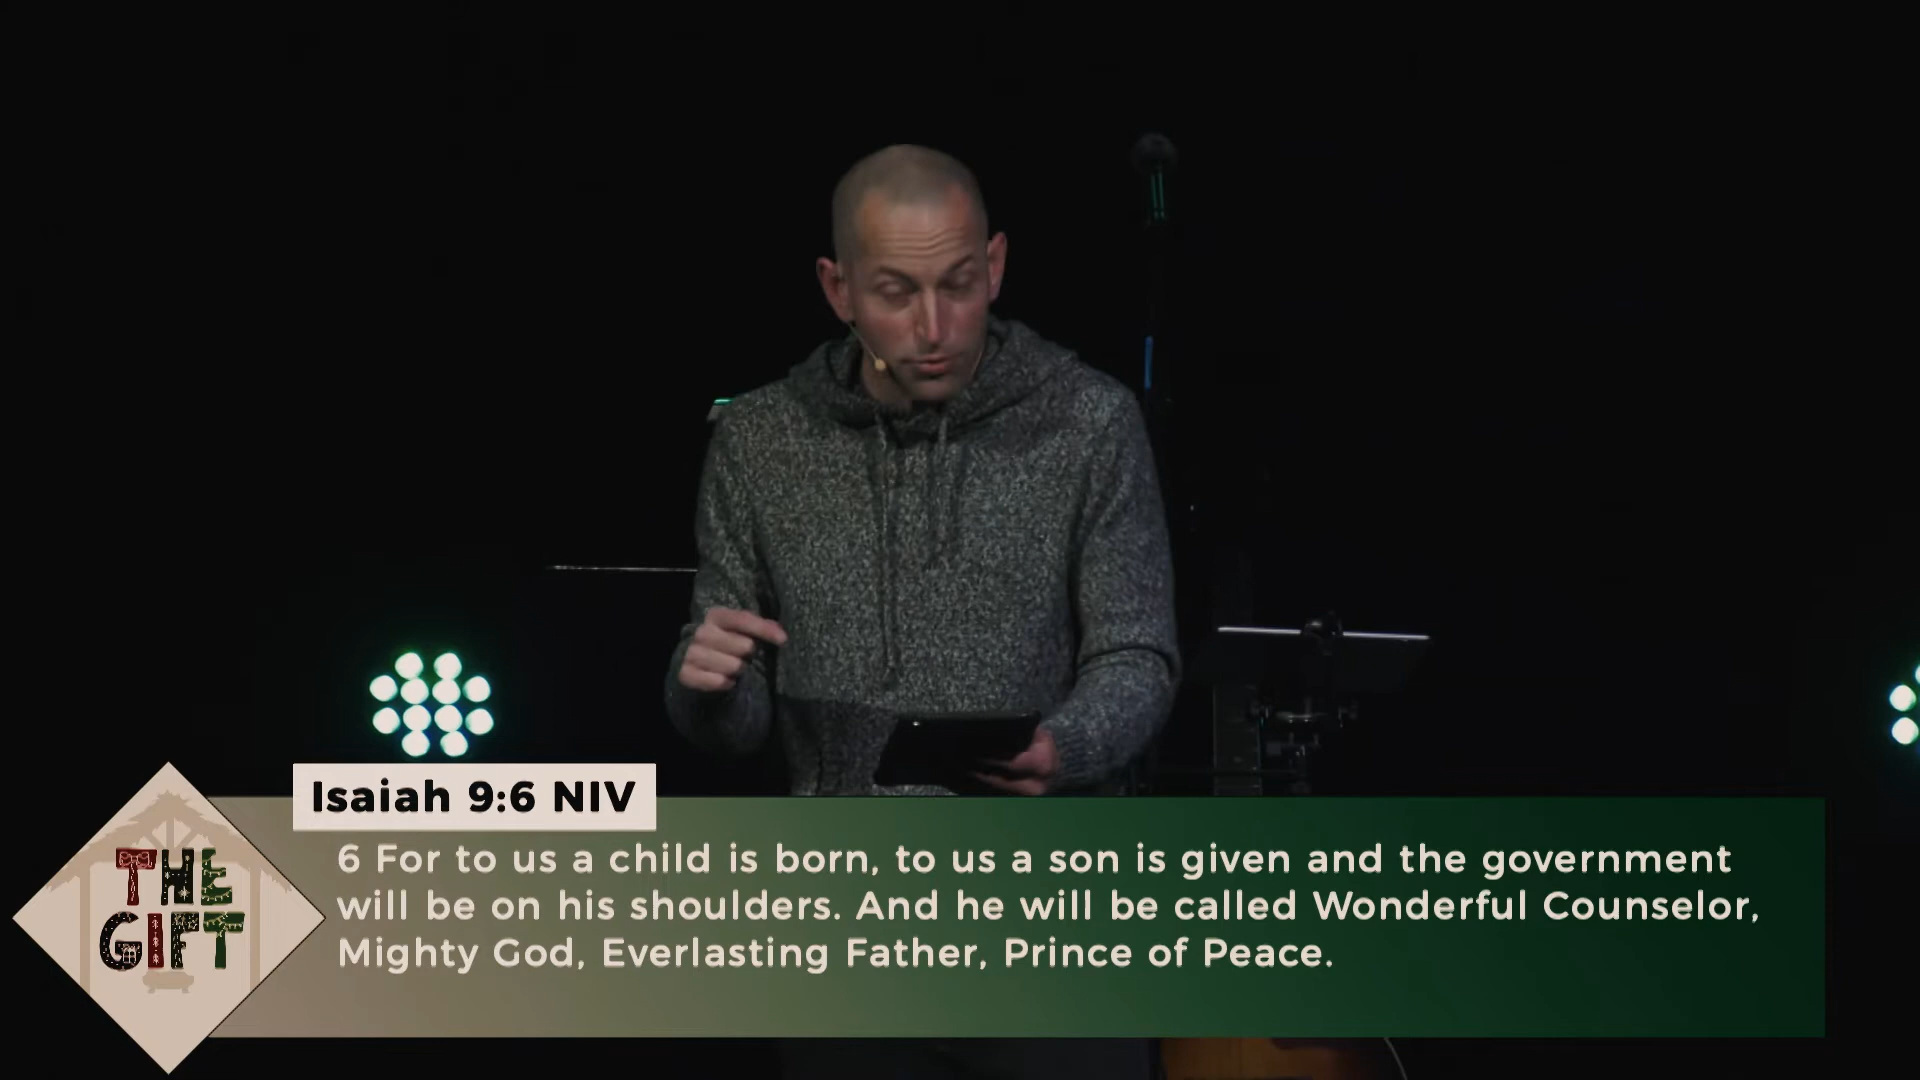 Isaiah 9:6 NIV
6 For to us a child is born, to us a son is given and the government
will be on his shoulders. And he will be called Wonderful Counselor,
Mighty God, Everlasting Father, Prince of Peace.
THE
GIFT